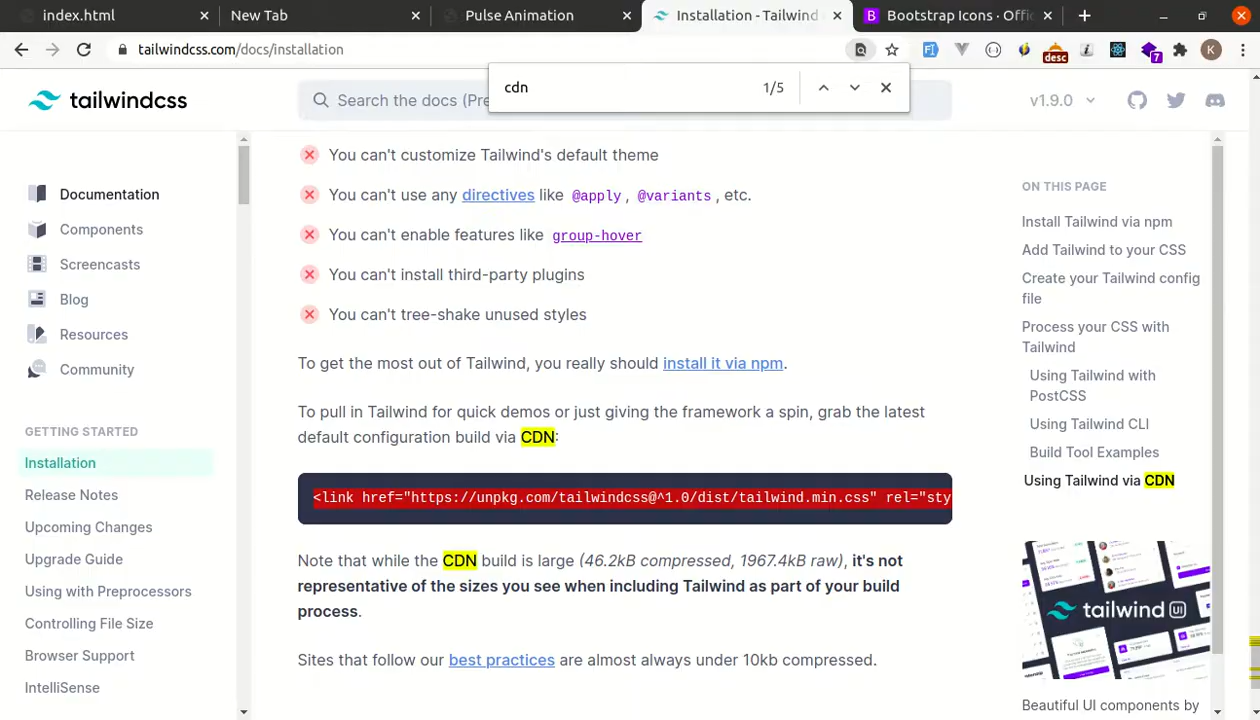 index.html
New Tab
Pulse Animation
Installation - Tailwind
Bootstrap Icons · Offic
tailwindcss.com/docs/installation
desc
7
K
cdn
1/5
tailwindcss
Search the docs (Pre
v1.9.0
Documentation
Components
Screencasts
Blog
Resources
Community
GETTING STARTED
Installation
Release Notes
Upcoming Changes
Upgrade Guide
Using with Preprocessors
Controlling File Size
Browser Support
IntelliSense
You can't customize Tailwind's default theme
You can't use any directives like @apply, @variants, etc.
You can't enable features like group-hover
You can't install third-party plugins
You can't tree-shake unused styles
To get the most out of Tailwind, you really should install it via npm.
To pull in Tailwind for quick demos or just giving the framework a spin, grab the latest
default configuration build via CDN:
<link href="https://unpkg.com/tailwindcss@^1.0/dist/tailwind.min.css" rel="sty
Note that while the CDN build is large (46.2kB compressed, 1967.4kB raw), it's not
representative of the sizes you see when including Tailwind as part of your build
process.
Sites that follow our best practices are almost always under 10kb compressed.
ON THIS PAGE
Install Tailwind via npm
Add Tailwind to your CSS
Create your Tailwind config
file
Process your CSS with
Tailwind
Using Tailwind with
PostCSS
Using Tailwind CLI
Build Tool Examples
Using Tailwind via CDN
tailwind UI
Beautiful UI components by